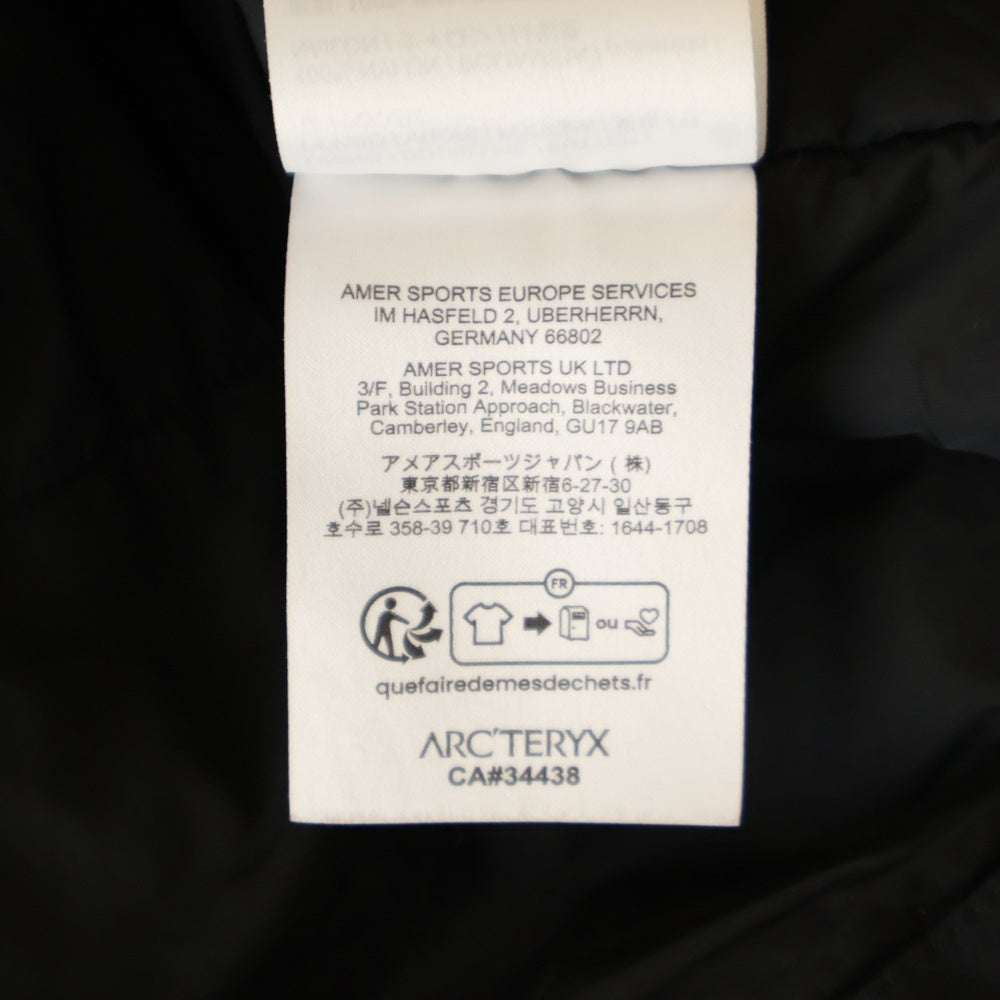 AMER SPORTS EUROPE SERVICES
IM HASFELD 2, UBERHERRN,
GERMANY 66802
AMER SPORTS UK LTD
3/F, Building 2, Meadows Business
Park Station Approach, Blackwater,
Camberley, England, GU17 9AB
アメアスポーツジャパン ( 株)
東京都新宿区新宿6-27-30
(주)넬슨스포츠 경기도 고양시 일산동구
호수로 358-39 710호 대표번호: 1644-1708
FR
ou
quefairedemesdechets.fr
ARC'TERYX
CA#34438